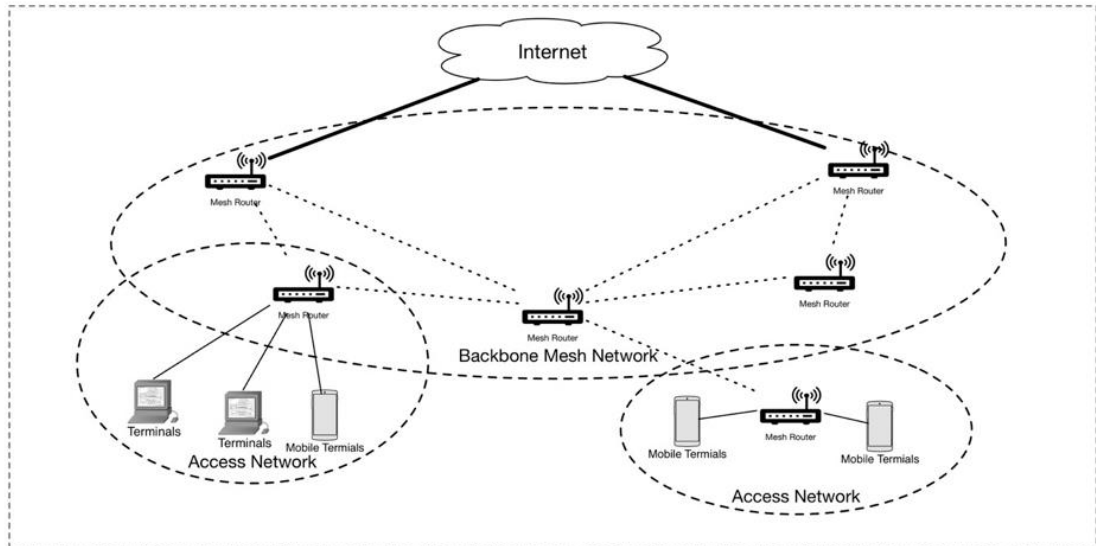 Internet
Mesh Router
Mesh Router
Mesh Router
Mesh Router
Mesh Router
Backbone Mesh Network
Terminals
Terminals
Mobile Termials
Access Network
Mobile Termials
Mesh Router
Mobile Termials
Access Network